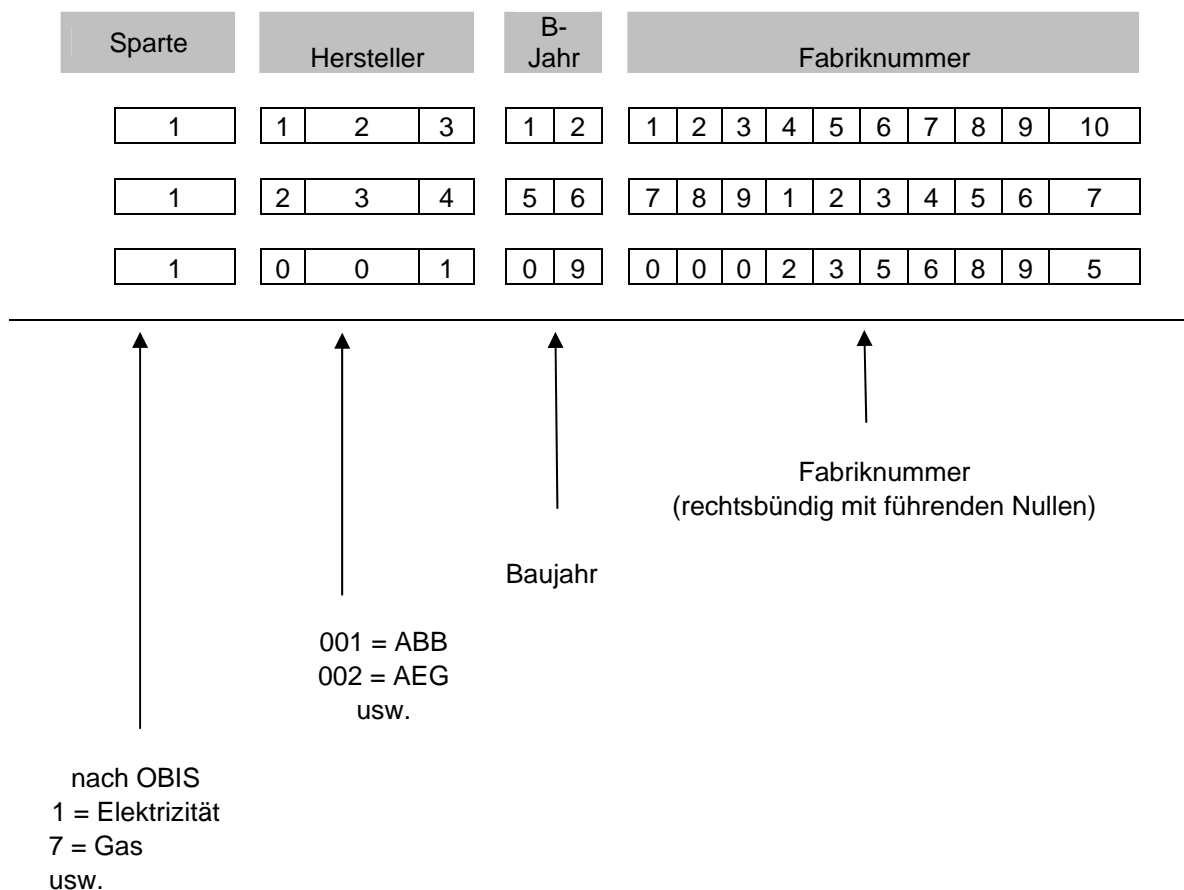 Sparte Hersteller B- Jahr Fabriknummer
1 1 2 3 1 2 1 2 3 4 5 6 7 8 9 10
1 2 3 4 5 6 7 8 9 1 2 3 4 5 6 7
1 0 0 1 0 9 0 0 0 2 3 5 6 8 9 5
Fabriknummer
(rechtsbündig mit führenden Nullen)
Baujahr
001 = ABB
002 = AEG
usw.
nach OBIS
1 = Elektrizität
7 = Gas
usw.